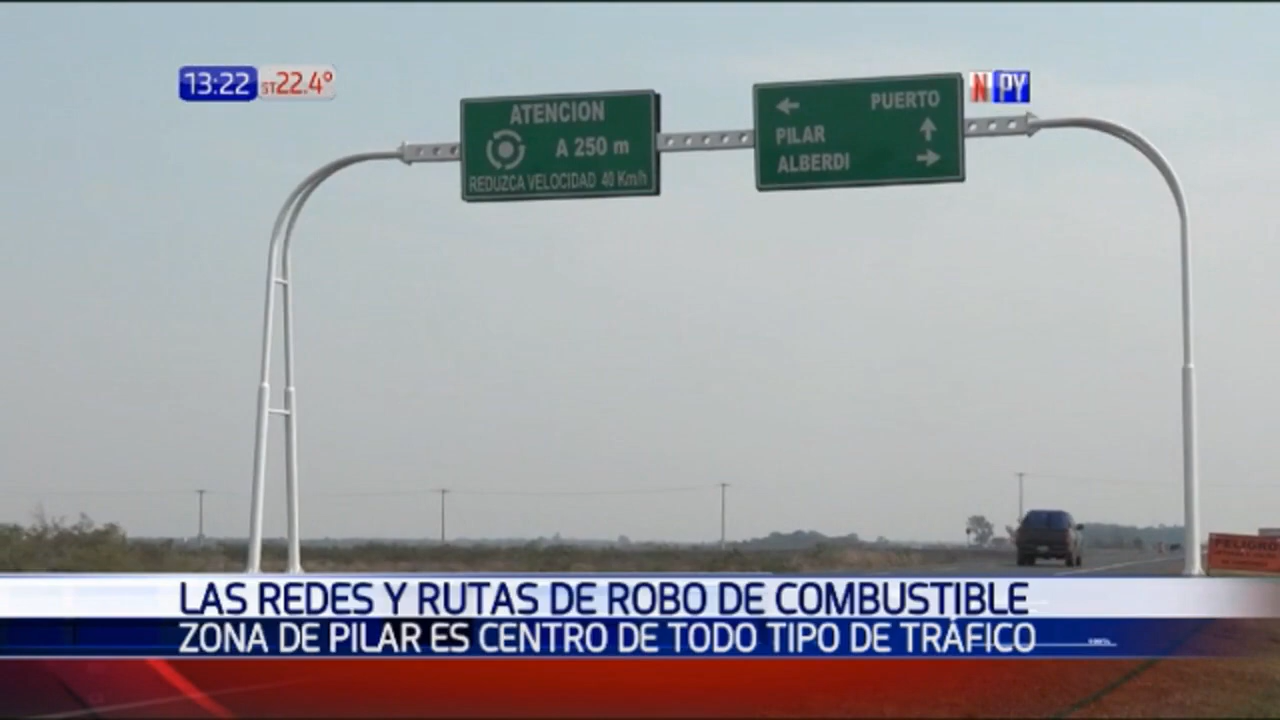 13:22 ST22.4°
NPY
ATENCION
A 250 m
REDUZCA VELOCIDAD 40 Km/h
PUERTO
PILAR
ALBERDI
PELIGRO
LAS REDES Y RUTAS DE ROBO DE COMBUSTIBLE
ZONA DE PILAR ES CENTRO DE TODO TIPO DE TRÁFICO